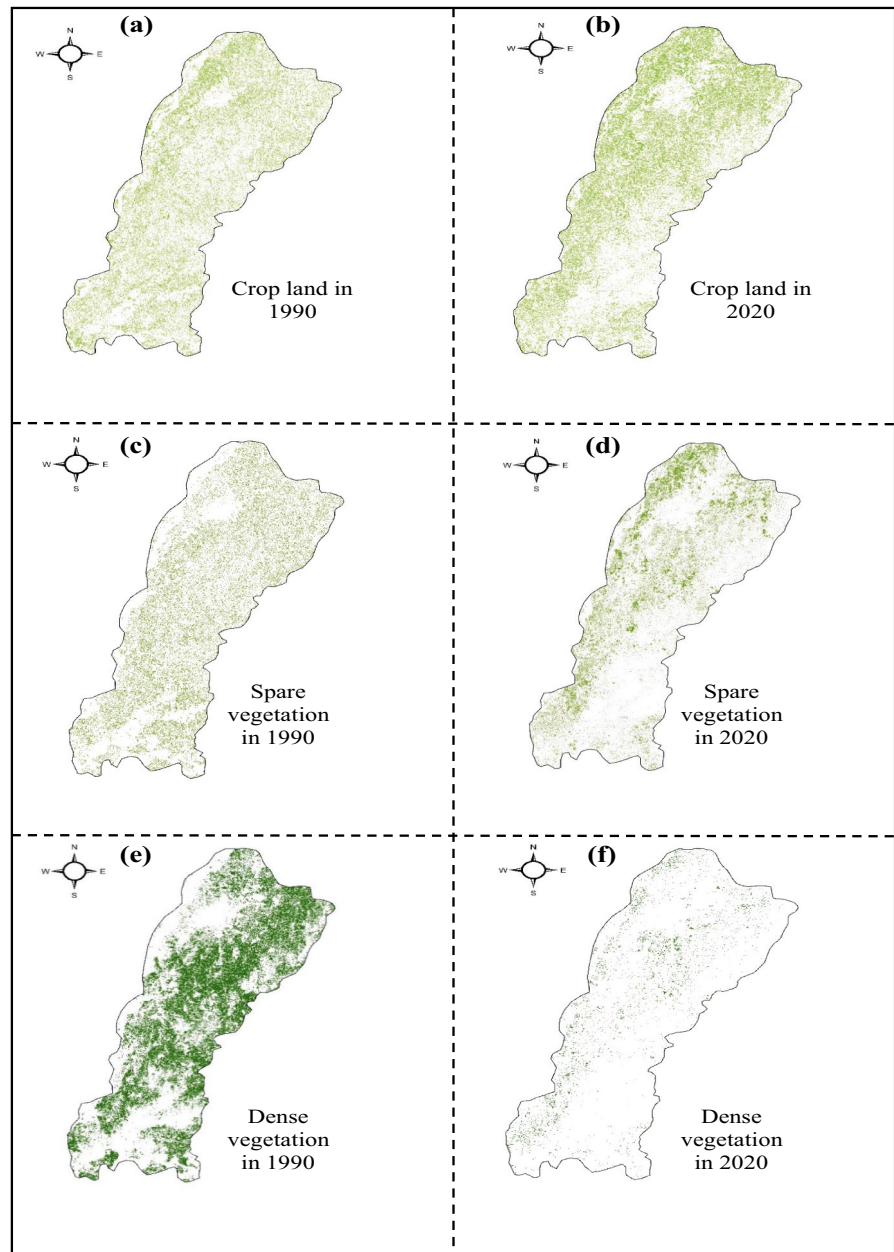 (a)
N
W E
S
Crop land in
1990
(b)
N
W E
S
Crop land in
2020
(c)
N
W E
S
Spare
vegetation
in 1990
(d)
N
W E
S
Spare
vegetation
in 2020
(e)
N
W E
S
Dense
vegetation
in 1990
(f)
N
W E
S
Dense
vegetation
in 2020